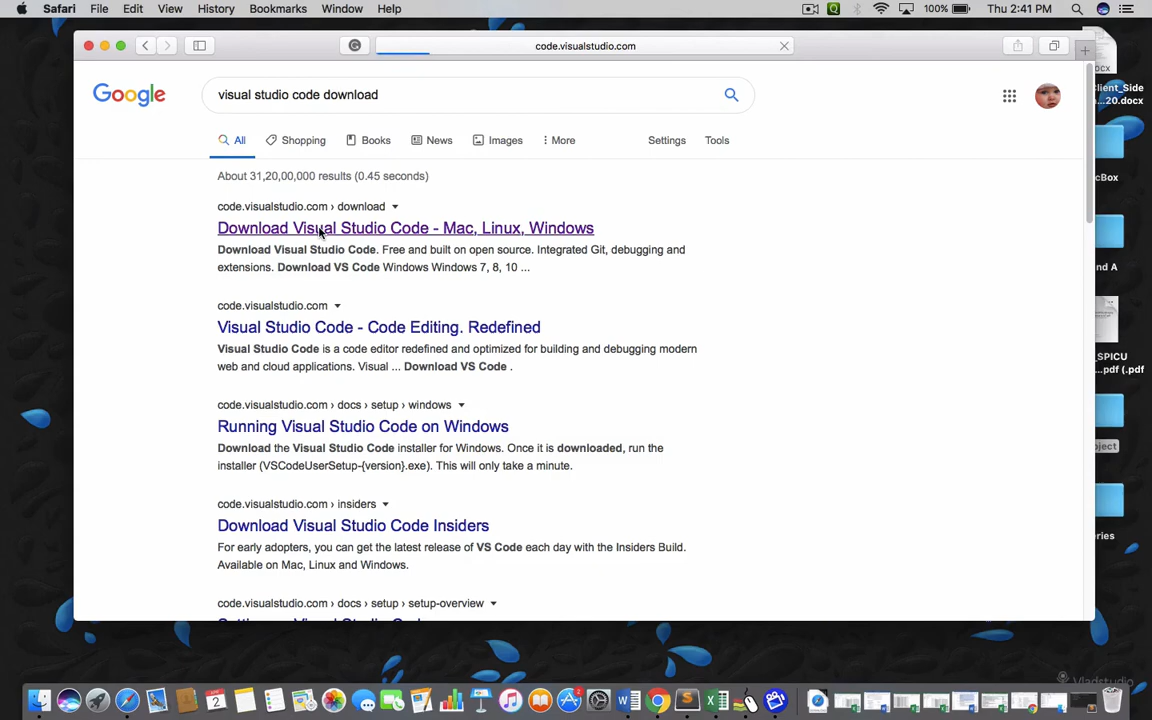 Safari File Edit View History Bookmarks Window Help 100% Thu 2:41 PM
code.visualstudio.com
Google visual studio code download
All Shopping Books News Images More Settings Tools
About 31,20,00,000 results (0.45 seconds)
code.visualstudio.com › download
Download Visual Studio Code - Mac, Linux, Windows
Download Visual Studio Code. Free and built on open source. Integrated Git, debugging and
extensions. Download VS Code Windows Windows 7, 8, 10 ...
code.visualstudio.com
Visual Studio Code - Code Editing. Redefined
Visual Studio Code is a code editor redefined and optimized for building and debugging modern
web and cloud applications. Visual ... Download VS Code .
code.visualstudio.com › docs › setup › windows
Running Visual Studio Code on Windows
Download the Visual Studio Code installer for Windows. Once it is downloaded, run the
installer (VSCodeUserSetup-{version}.exe). This will only take a minute.
code.visualstudio.com › insiders
Download Visual Studio Code Insiders
For early adopters, you can get the latest release of VS Code each day with the Insiders Build.
Available on Mac, Linux and Windows.
code.visualstudio.com › docs › setup › setup-overview
ocx
Client_Side
...20.docx
cBox
nd A
_SPICU
...pdf (.pdf
oject
eries
Vladstudio